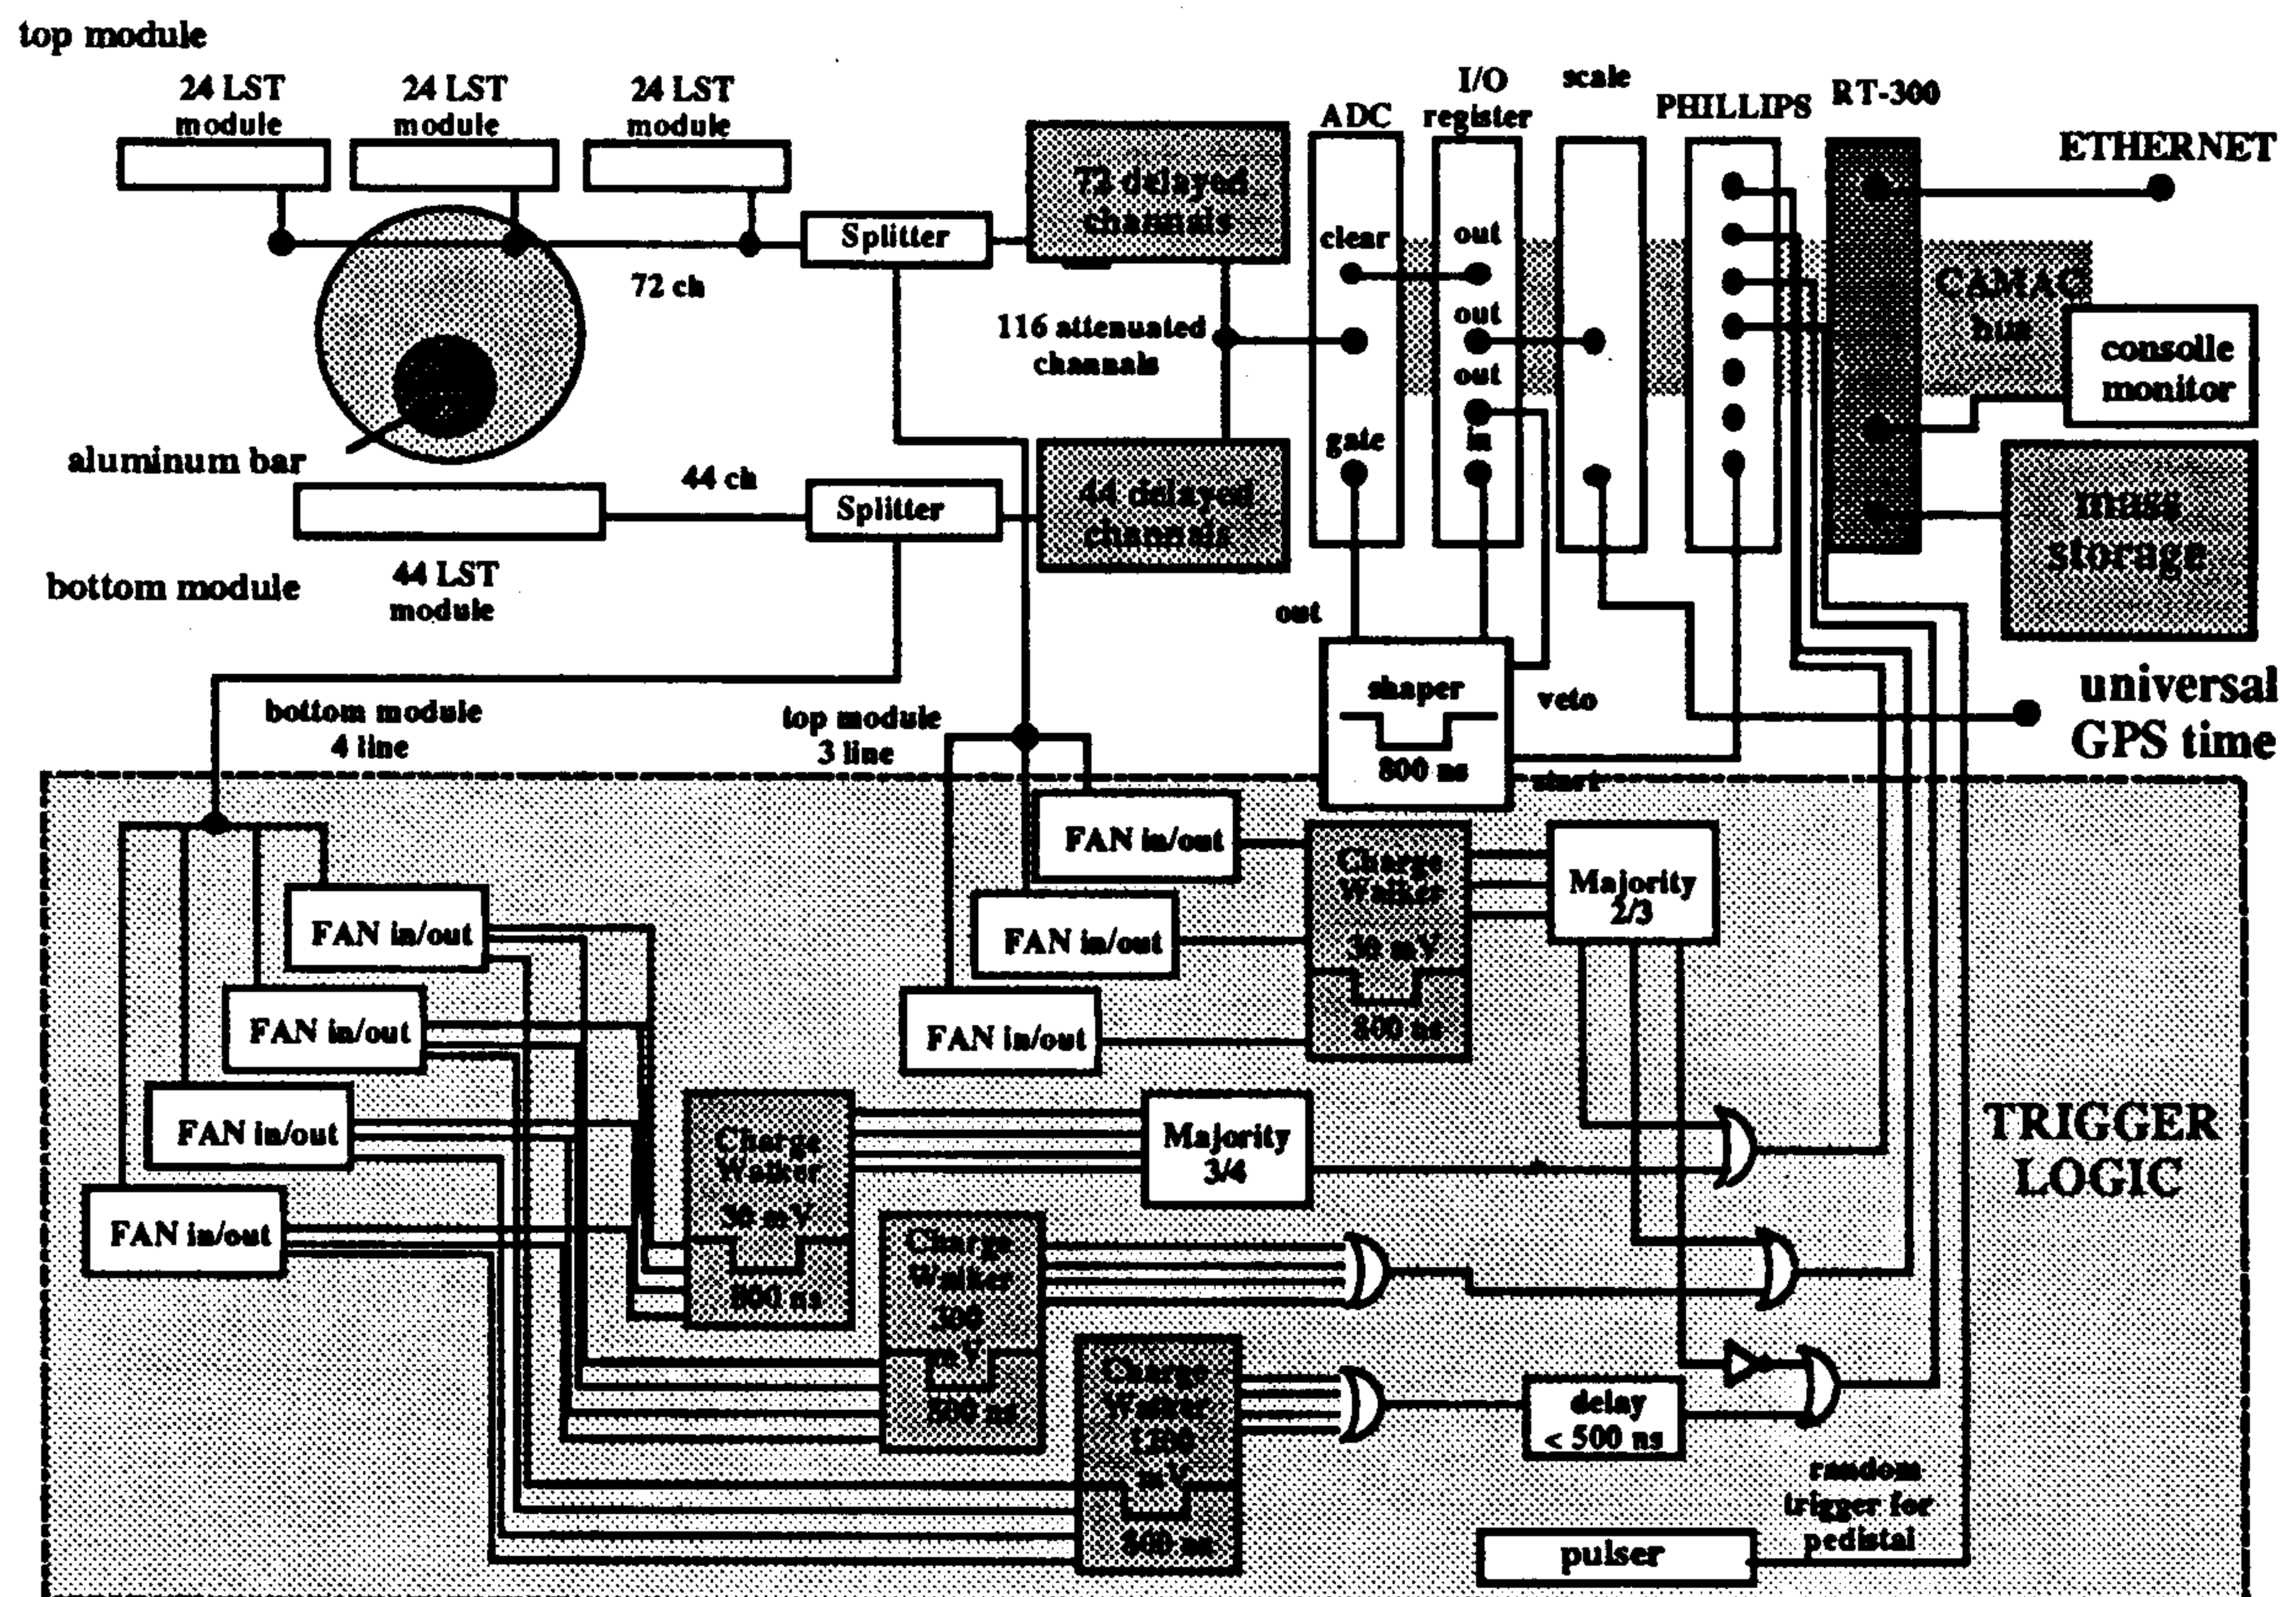 top module
24 LST
module
24 LST
module
24 LST
module
72 delayed
channals
ADC
I/O
register
scale
PHILLIPS
RT-300
ETHERNET
Splitter
72 ch
clear
out
CAMAC
bus
116 attenuated
channals
out
out
consolle
monitor
aluminum bar
gate
in
44 ch
Splitter
44 delayed
channals
mass
storage
bottom module
44 LST
module
out
shaper
800 ns
veto
start
universal
GPS time
bottom module
4 line
top module
3 line
FAN in/out
FAN in/out
FAN in/out
Charge
Walker
30 mV
800 ns
Majority
2/3
FAN in/out
FAN in/out
FAN in/out
FAN in/out
Charge
Walker
30 mV
800 ns
Majority
3/4
TRIGGER
LOGIC
Charge
Walker
300
mV
800 ns
Charge
Walker
mV
800 ns
delay
< 500 ns
random
trigger for
pedistal
pulser